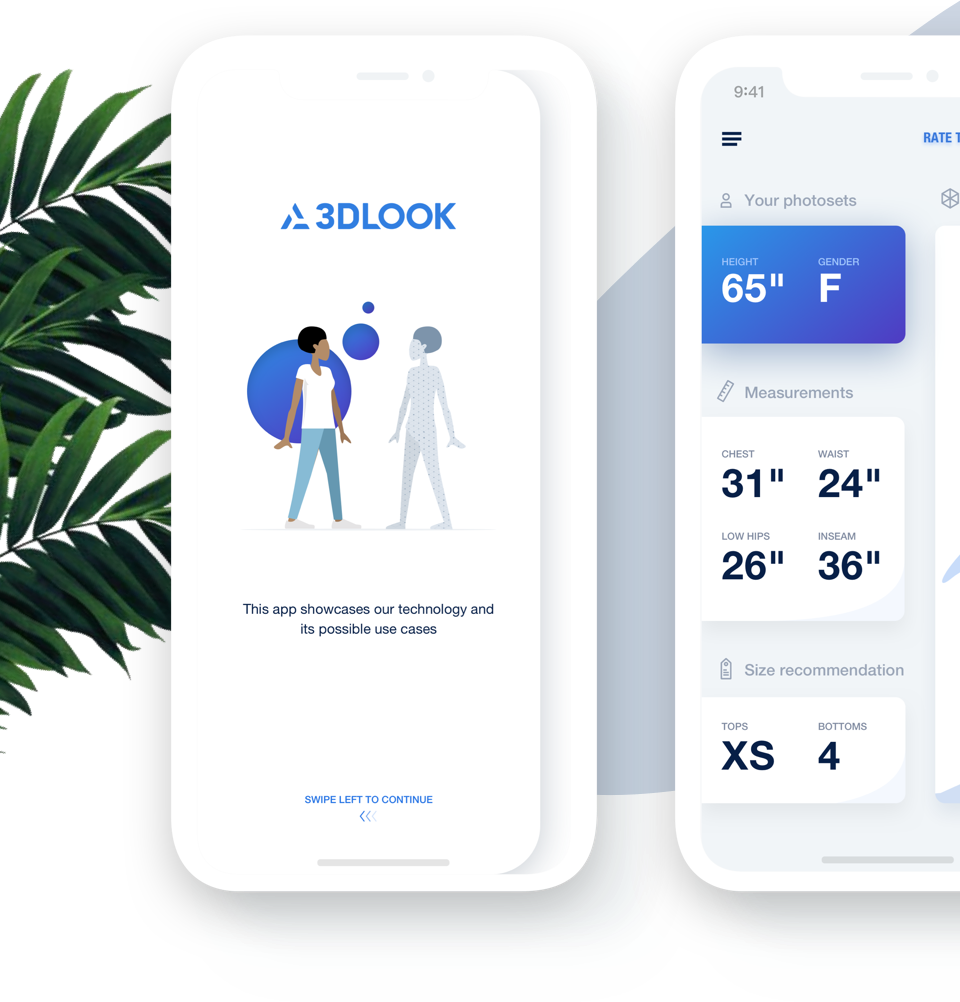 3DLOOK
This app showcases our technology and
its possible use cases
SWIPE LEFT TO CONTINUE
9:41
RATE T
Your photosets
HEIGHT GENDER
65" F
Measurements
CHEST WAIST
31" 24"
LOW HIPS INSEAM
26" 36"
Size recommendation
TOPS BOTTOMS
XS 4